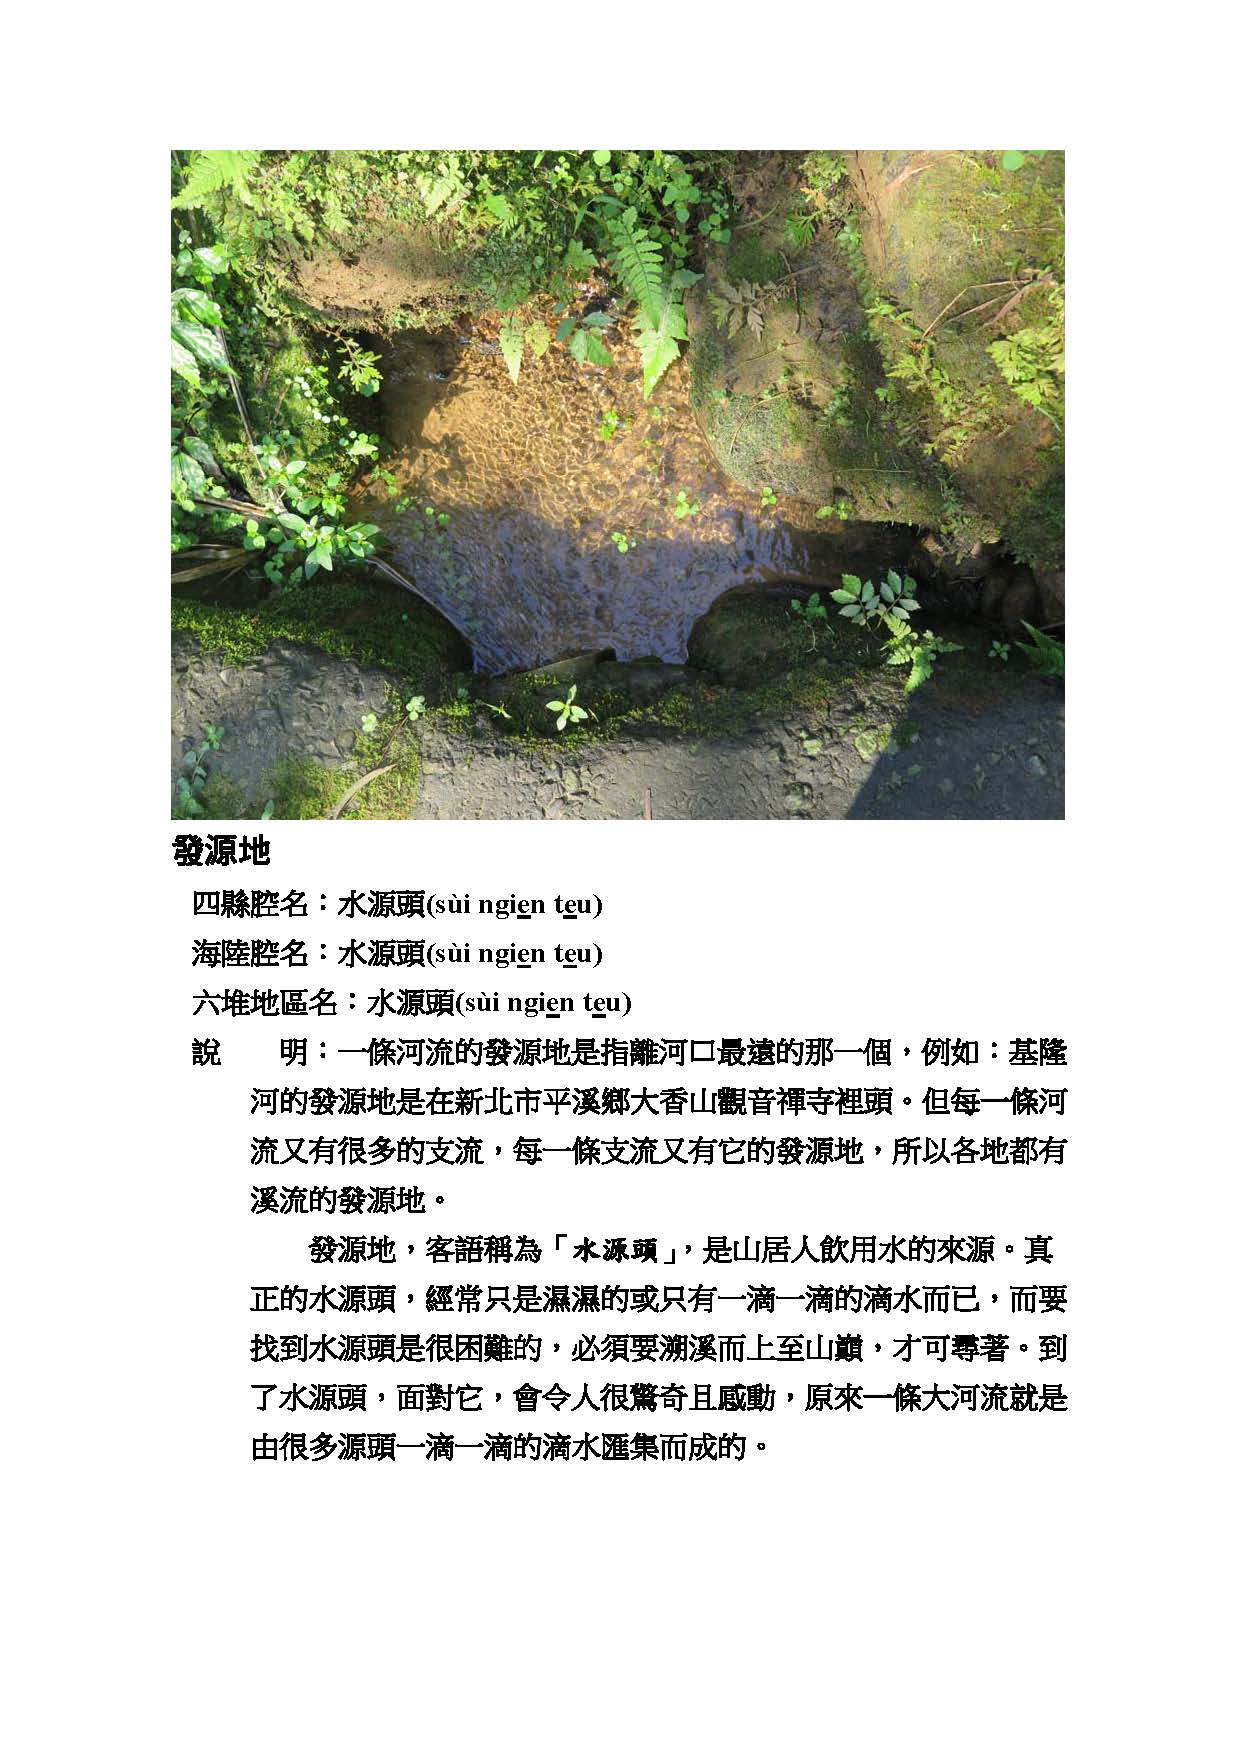 發源地
四縣腔名：水源頭(sùi ngien teu)
海陸腔名：水源頭(sùi ngien teu)
六堆地區名：水源頭(sùi ngien teu)
說　　明：一條河流的發源地是指離河口最遠的那一個，例如：基隆
河的發源地是在新北市平溪鄉大香山觀音禪寺裡頭。但每一條河
流又有很多的支流，每一條支流又有它的發源地，所以各地都有
溪流的發源地。
發源地，客語稱為「水源頭」，是山居人飲用水的來源。真
正的水源頭，經常只是濕濕的或只有一滴一滴的滴水而已，而要
找到水源頭是很困難的，必須要溯溪而上至山巔，才可尋著。到
了水源頭，面對它，會令人很驚奇且感動，原來一條大河流就是
由很多源頭一滴一滴的滴水匯集而成的。